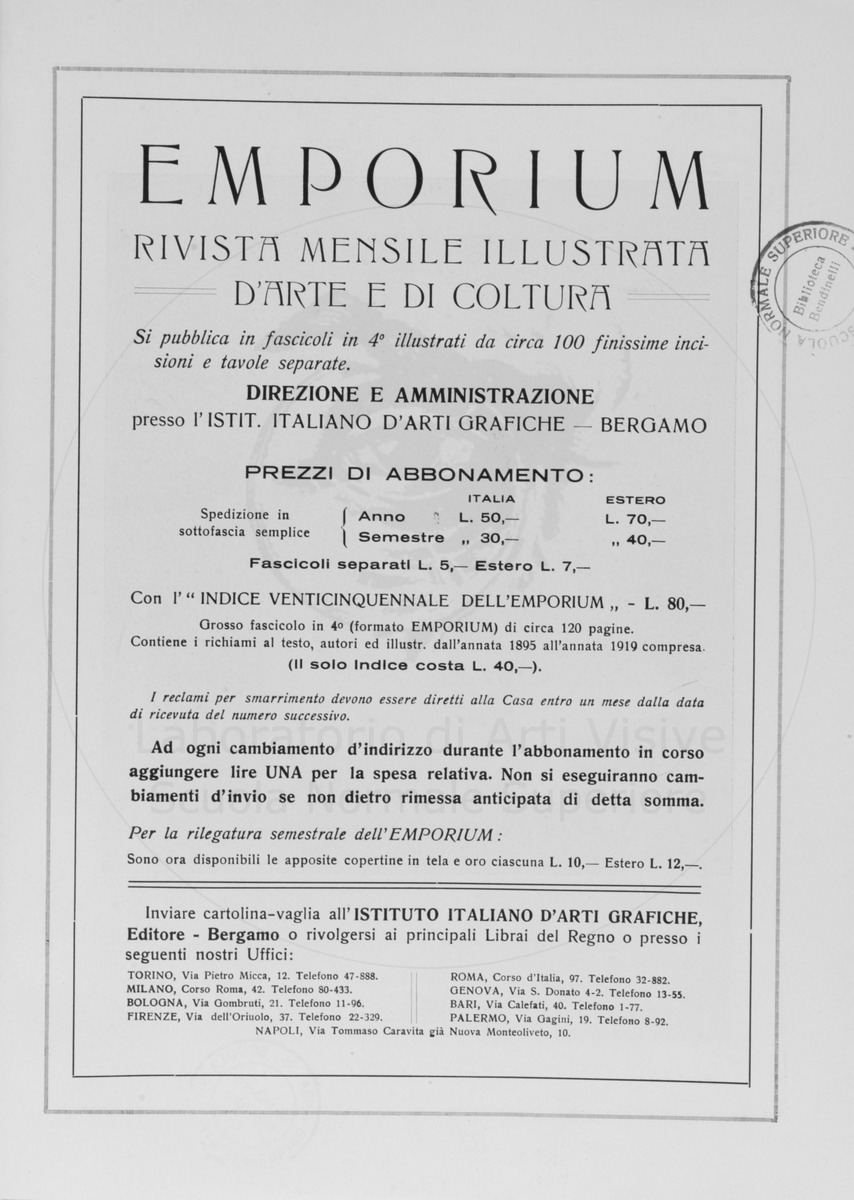 EMPORIUM
RIVISTA MENSILE ILLUSTRATA
D'ARTE E DI COLTURA
Si pubblica in fascicoli in 4º illustrati da circa 100 finissime inci-
sioni e tavole separate.
DIREZIONE E AMMINISTRAZIONE
presso l'ISTIT. ITALIANO D'ARTI GRAFICHE — BERGAMO
PREZZI DI ABBONAMENTO:
ITALIA ESTERO
Spedizione in sottofascia semplice
Anno L. 50,— L. 70,—
Semestre „ 30,— „ 40,—
Fascicoli separati L. 5,— Estero L. 7,—
Con l' “ INDICE VENTICINQUENNALE DELL'EMPORIUM „ - L. 80,—
Grosso fascicolo in 4º (formato EMPORIUM) di circa 120 pagine.
Contiene i richiami al testo, autori ed illustr. dall'annata 1895 all'annata 1919 compresa.
(Il solo Indice costa L. 40,—).
I reclami per smarrimento devono essere diretti alla Casa entro un mese dalla data
di ricevuta del numero successivo.
Laboratorio di Arti Visive
Ad ogni cambiamento d'indirizzo durante l'abbonamento in corso
aggiungere lire UNA per la spesa relativa. Non si eseguiranno cam-
Scuola Normale Superiore
biamenti d'invio se non dietro rimessa anticipata di detta somma.
Per la rilegatura semestrale dell'EMPORIUM:
Sono ora disponibili le apposite copertine in tela e oro ciascuna L. 10,— Estero L. 12,—.
Inviare cartolina-vaglia all'ISTITUTO ITALIANO D'ARTI GRAFICHE,
Editore - Bergamo o rivolgersi ai principali Librai del Regno o presso i
seguenti nostri Uffici:
TORINO, Via Pietro Micca, 12. Telefono 47-888.
MILANO, Corso Roma, 42. Telefono 80-433.
BOLOGNA, Via Gombruti, 21. Telefono 11-96.
FIRENZE, Via dell'Oriuolo, 37. Telefono 22-329.
ROMA, Corso d'Italia, 97. Telefono 32-882.
GENOVA, Via S. Donato 4-2. Telefono 13-55.
BARI, Via Calefati, 40. Telefono 1-77.
PALERMO, Via Gagini, 19. Telefono 8-92.
NAPOLI, Via Tommaso Caravita già Nuova Monteoliveto, 10.
SCUOLA NORMALE SUPERIORE
Biblioteca
Bendinelli